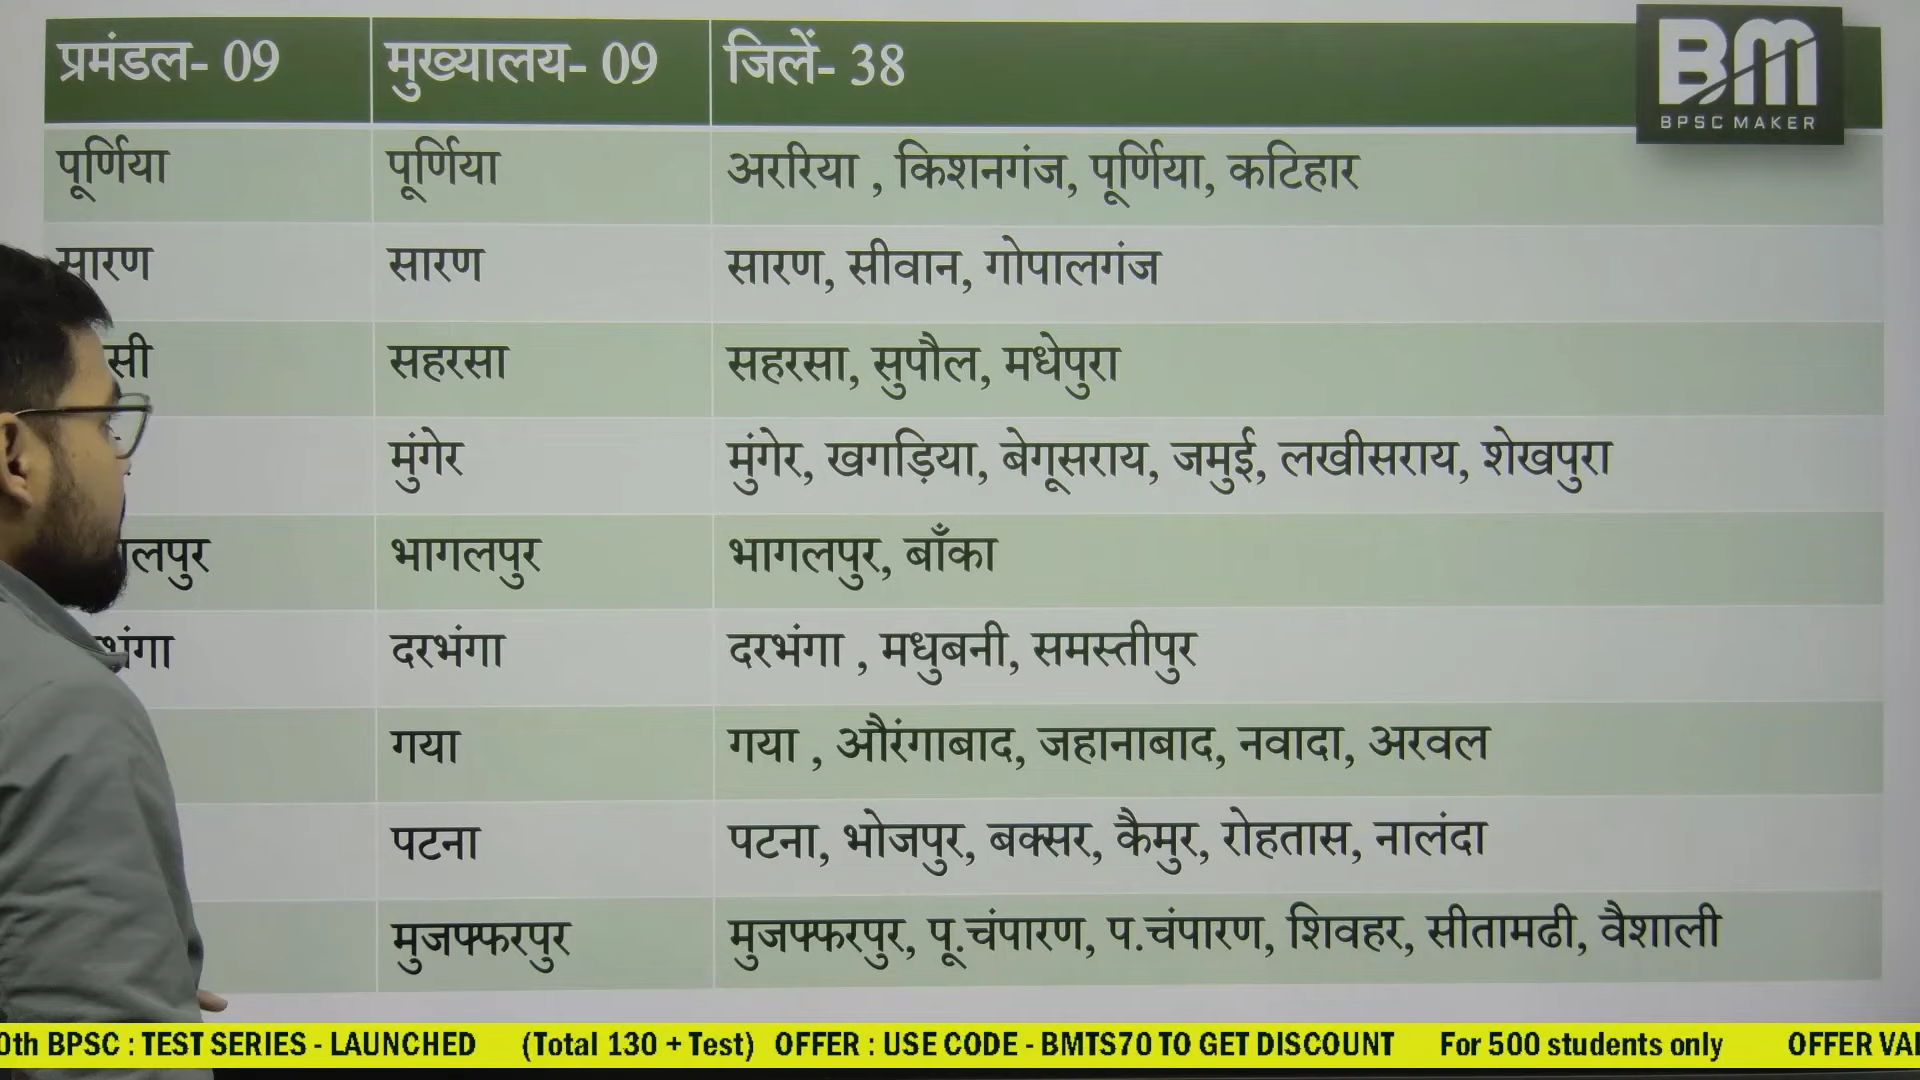 प्रमंडल- 09 मुख्यालय- 09 जिलें- 38
BM
BPSC MAKER
पूर्णिया पूर्णिया अररिया , किशनगंज, पूर्णिया, कटिहार
सारण सारण सारण, सीवान, गोपालगंज
सहरसा सहरसा, सुपौल, मधेपुरा
मुंगेर मुंगेर, खगड़िया, बेगूसराय, जमुई, लखीसराय, शेखपुरा
भागलपुर भागलपुर, बाँका
दरभंगा दरभंगा , मधुबनी, समस्तीपुर
गया गया , औरंगाबाद, जहानाबाद, नवादा, अरवल
पटना पटना, भोजपुर, बक्सर, कैमुर, रोहतास, नालंदा
मुजफ्फरपुर मुजफ्फरपुर, पू.चंपारण, प.चंपारण, शिवहर, सीतामढी, वैशाली
0th BPSC : TEST SERIES - LAUNCHED (Total 130 + Test) OFFER : USE CODE - BMTS70 TO GET DISCOUNT For 500 students only OFFER